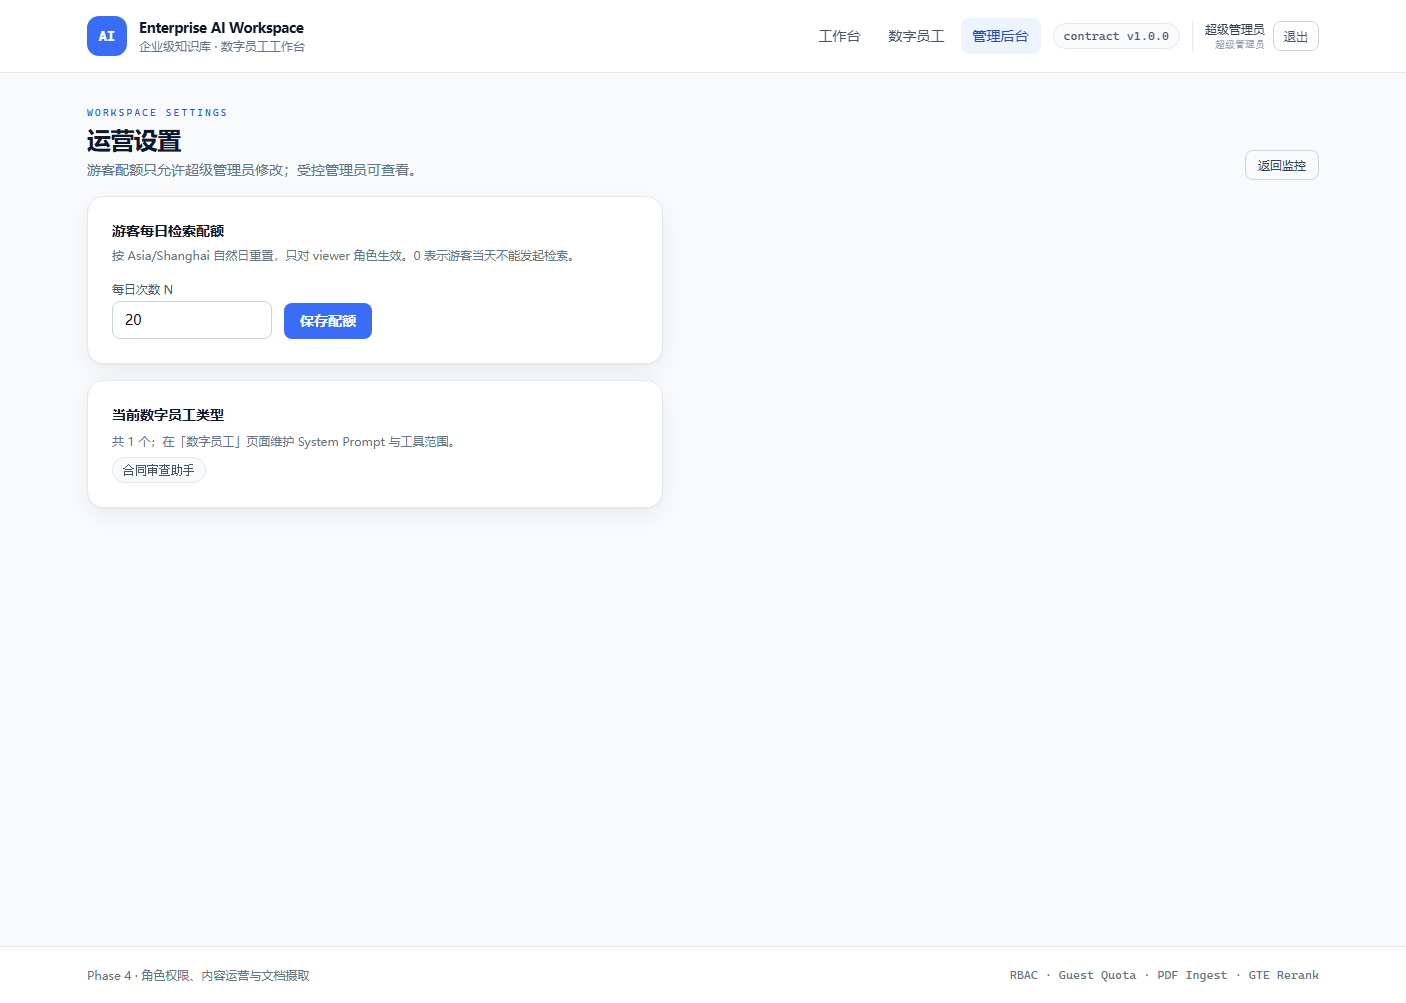 AI
Enterprise AI Workspace
企业级知识库 · 数字员工工作台
工作台
数字员工
管理后台
contract v1.0.0
超级管理员
超级管理员
退出
WORKSPACE SETTINGS
运营设置
游客配额只允许超级管理员修改；受控管理员可查看。
返回监控
游客每日检索配额
按 Asia/Shanghai 自然日重置，只对 viewer 角色生效。0 表示游客当天不能发起检索。
每日次数 N
20
保存配额
当前数字员工类型
共 1 个；在「数字员工」页面维护 System Prompt 与工具范围。
合同审查助手
Phase 4 · 角色权限、内容运营与文档摄取
RBAC · Guest Quota · PDF Ingest · GTE Rerank